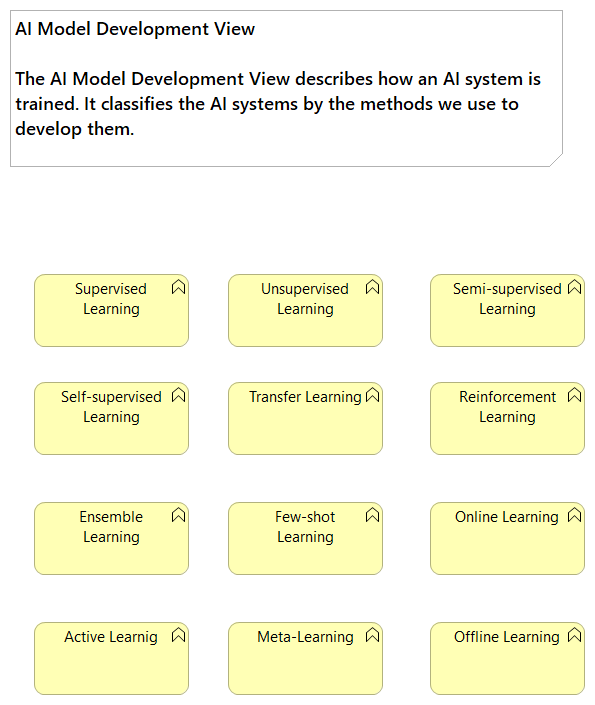 AI Model Development View
The AI Model Development View describes how an AI system is
trained. It classifies the AI systems by the methods we use to
develop them.
Supervised
Learning
Unsupervised
Learning
Semi-supervised
Learning
Self-supervised
Learning
Transfer Learning
Reinforcement
Learning
Ensemble
Learning
Few-shot
Learning
Online Learning
Active Learnig
Meta-Learning
Offline Learning